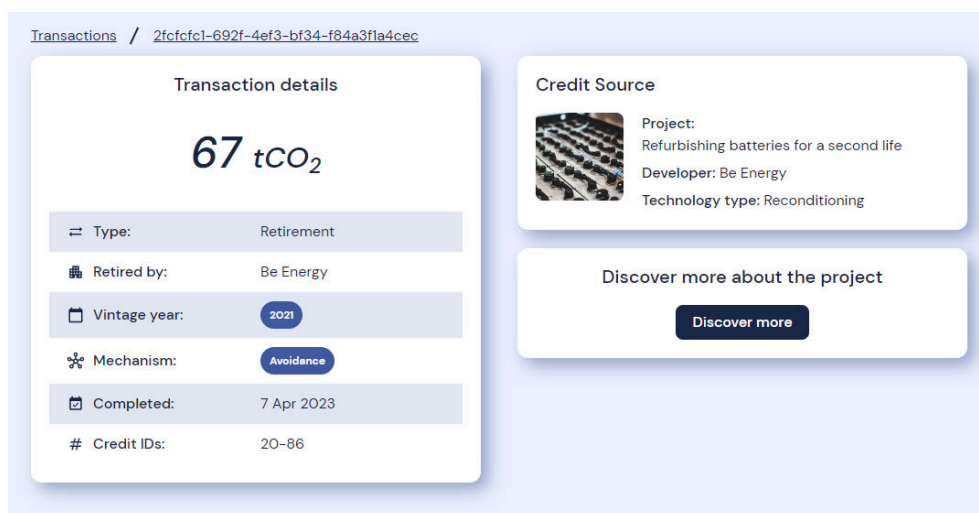 Transactions / 2fcfcfc1-692f-4ef3-bf34-f84a3f1a4cec
Transaction details
67 tCO₂
Type: Retirement
Retired by: Be Energy
Vintage year: 2021
Mechanism: Avoidance
Completed: 7 Apr 2023
# Credit IDs: 20-86
Credit Source
Project:
Refurbishing batteries for a second life
Developer: Be Energy
Technology type: Reconditioning
Discover more about the project
Discover more